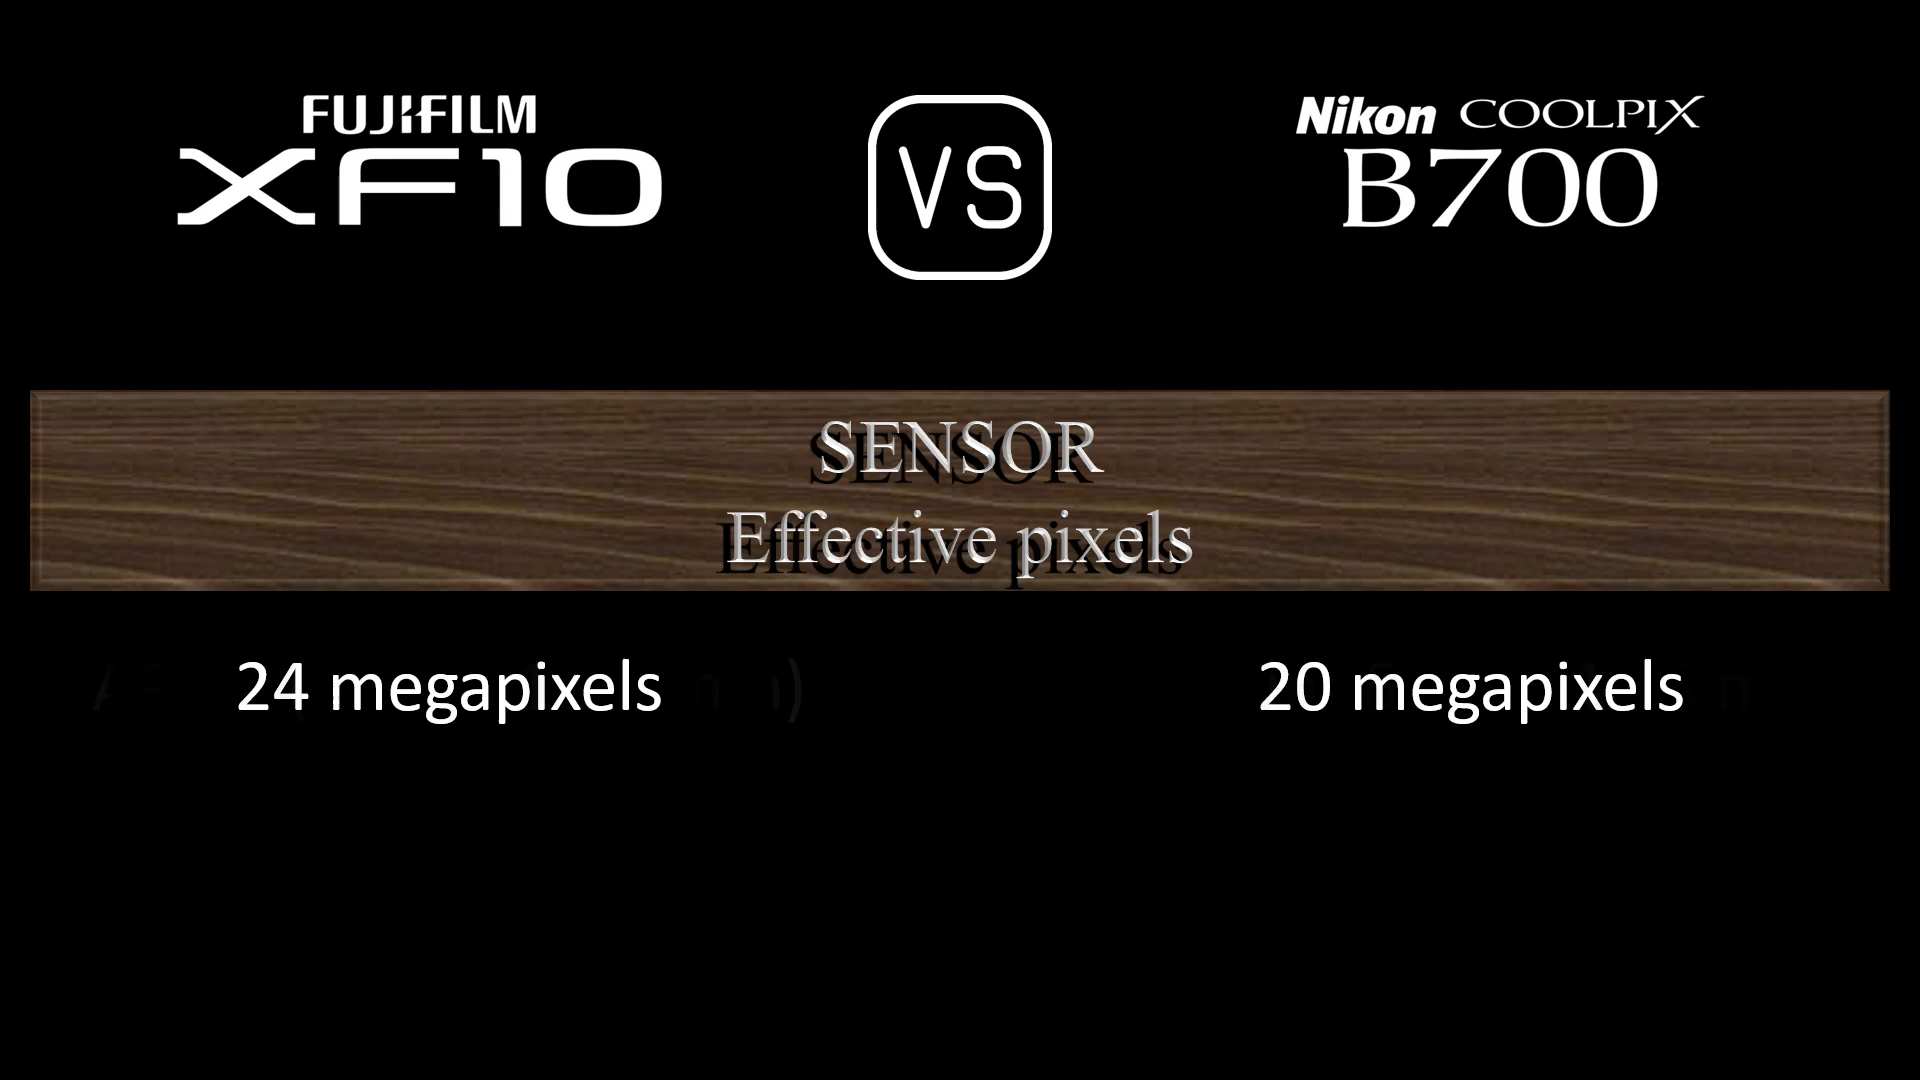 FUJIFILM
XF10
VS
Nikon COOLPIX
B700
SENSOR
Effective pixels
24 megapixels
20 megapixels